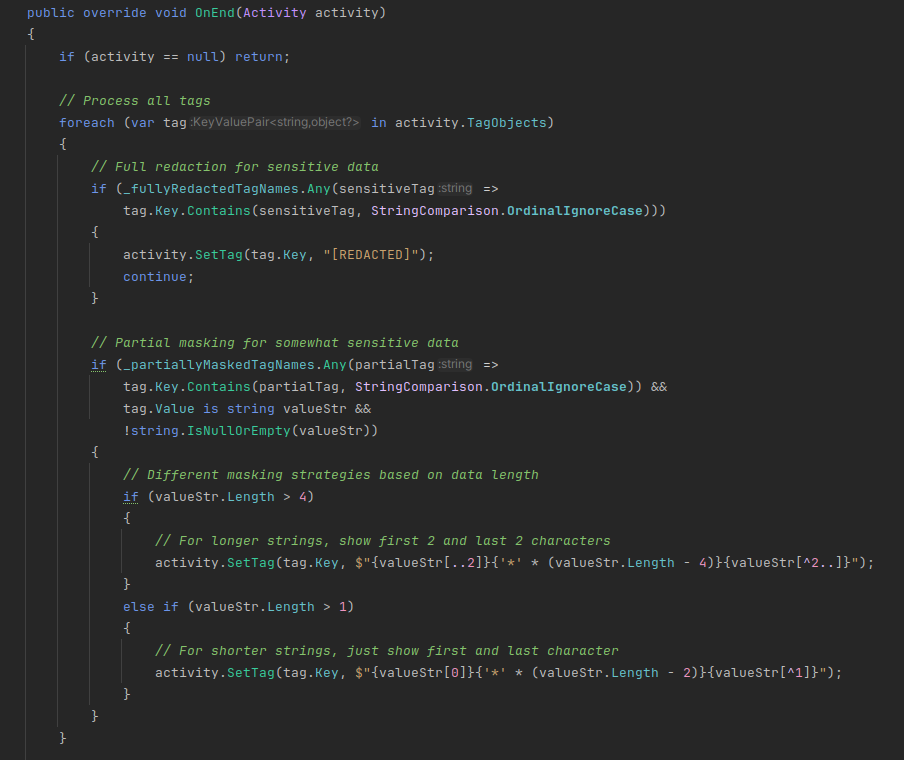 public override void OnEnd(Activity activity)
{
    if (activity == null) return;

    // Process all tags
    foreach (var tag :KeyValuePair<string,object?> in activity.TagObjects)
    {
        // Full redaction for sensitive data
        if (_fullyRedactedTagNames.Any(sensitiveTag :string =>
            tag.Key.Contains(sensitiveTag, StringComparison.OrdinalIgnoreCase)))
        {
            activity.SetTag(tag.Key, "[REDACTED]");
            continue;
        }

        // Partial masking for somewhat sensitive data
        if (_partiallyMaskedTagNames.Any(partialTag :string =>
            tag.Key.Contains(partialTag, StringComparison.OrdinalIgnoreCase)) &&
            tag.Value is string valueStr &&
            !string.IsNullOrEmpty(valueStr))
        {
            // Different masking strategies based on data length
            if (valueStr.Length > 4)
            {
                // For longer strings, show first 2 and last 2 characters
                activity.SetTag(tag.Key, $"{valueStr[..2]}{'*' * (valueStr.Length - 4)}{valueStr[^2..]}");
            }
            else if (valueStr.Length > 1)
            {
                // For shorter strings, just show first and last character
                activity.SetTag(tag.Key, $"{valueStr[0]}{'*' * (valueStr.Length - 2)}{valueStr[^1]}");
            }
        }
    }